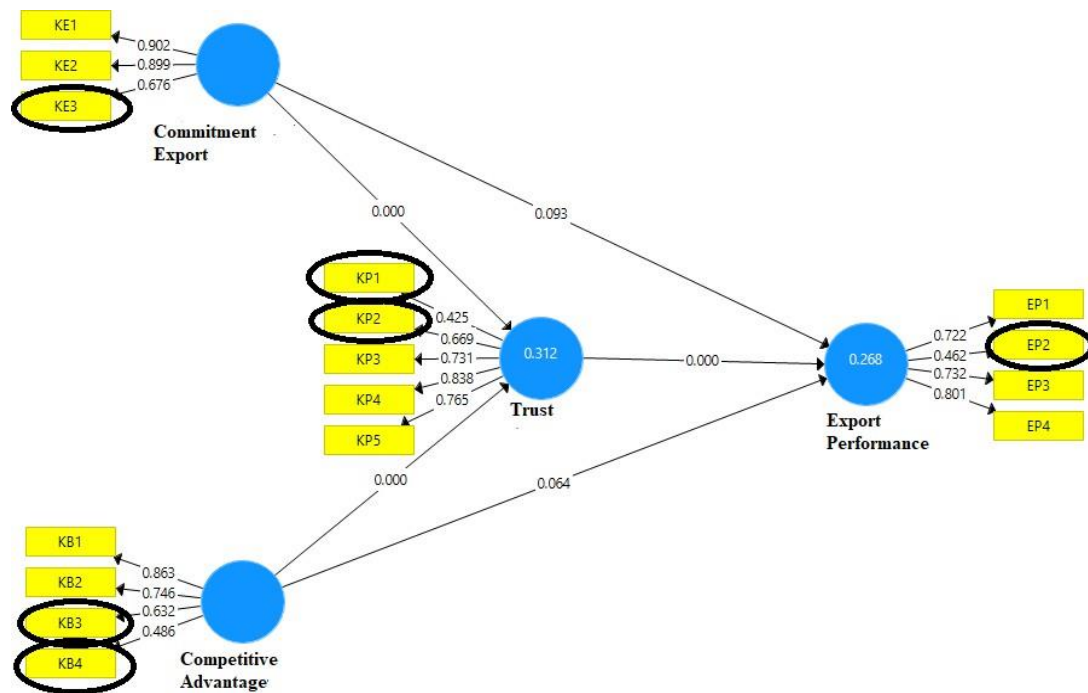 KE1
KE2
KE3
0.902
0.899
0.676
Commitment
Export
0.000
0.093
KP1
KP2
KP3
KP4
KP5
0.425
0.669
0.731
0.838
0.765
0.312
Trust
0.000
0.268
Export
Performance
0.722
0.462
0.732
0.801
EP1
EP2
EP3
EP4
0.000
0.064
KB1
KB2
KB3
KB4
0.863
0.746
0.632
0.486
Competitive
Advantage